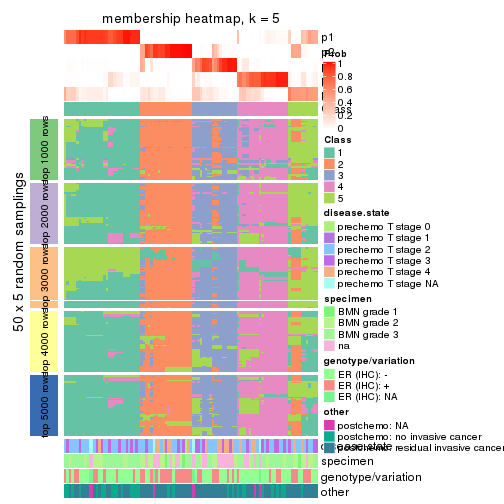 membership heatmap, k = 5
p1
Prob
1
0.8
0.6
0.4
0.2
0
Class
1
2
3
4
5
disease.state
prechemo T stage 0
prechemo T stage 1
prechemo T stage 2
prechemo T stage 3
prechemo T stage 4
prechemo T stage NA
specimen
BMN grade 1
BMN grade 2
BMN grade 3
na
genotype/variation
ER (IHC): -
ER (IHC): +
ER (IHC): NA
other
postchemo: NA
postchemo: no invasive cancer
postchemo: residual invasive cancer
50 x 5 random samplings
top 1000 rows
top 2000 rows
top 3000 rows
top 4000 rows
top 5000 rows
specimen
genotype/variation
other